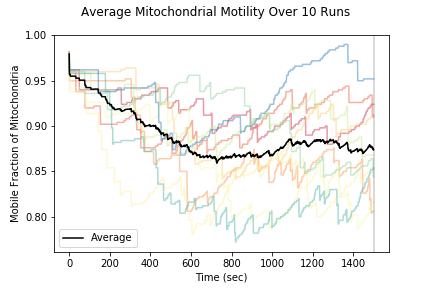 Average Mitochondrial Motility Over 10 Runs
Mobile Fraction of Mitochondria
1.00
0.95
0.90
0.85
0.80
Average
0 200 400 600 800 1000 1200 1400
Time (sec)